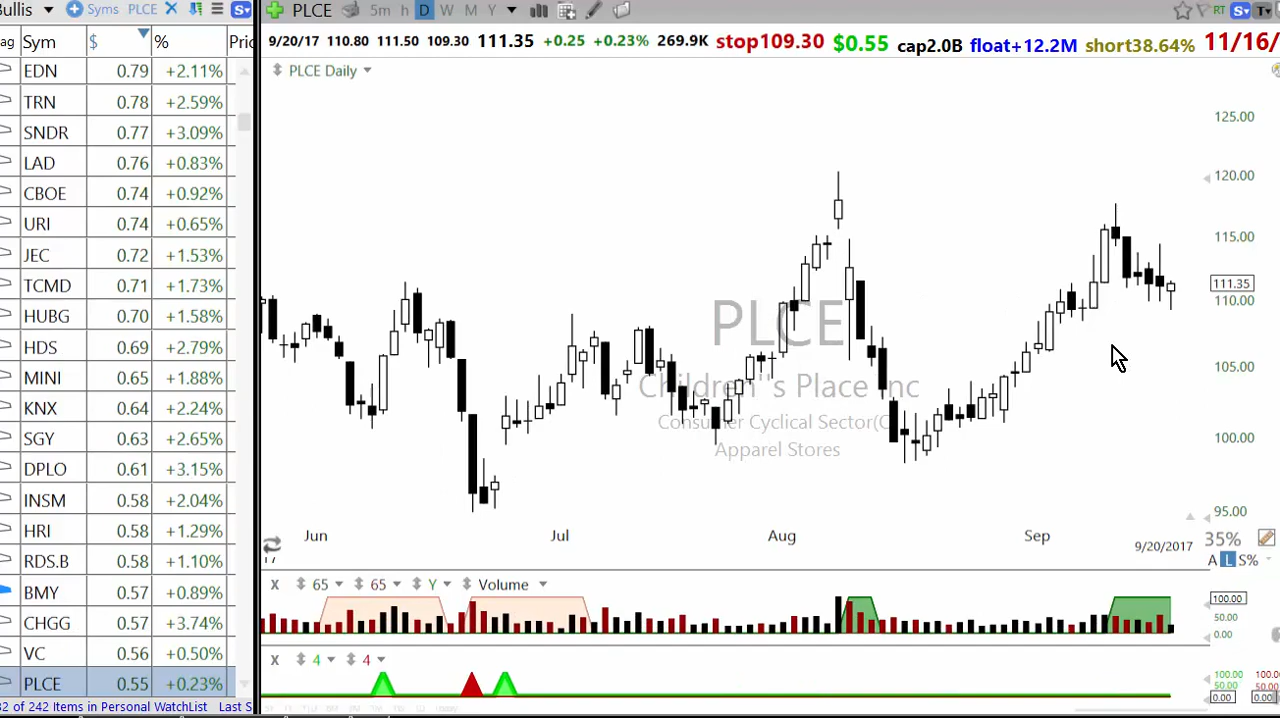 ullis Syms PLCE
PLCE 5m h D W M Y RT S T
ag Sym $ % Pric
9/20/17 110.80 111.50 109.30 111.35 +0.25 +0.23% 269.9K stop109.30 $0.55 cap2.0B float+12.2M short38.64% 11/16/
PLCE Daily
EDN 0.79 +2.11%
TRN 0.78 +2.59%
SNDR 0.77 +3.09%
LAD 0.76 +0.83%
CBOE 0.74 +0.92%
URI 0.74 +0.65%
JEC 0.72 +1.53%
TCMD 0.71 +1.73%
HUBG 0.70 +1.58%
HDS 0.69 +2.79%
MINI 0.65 +1.88%
KNX 0.64 +2.24%
SGY 0.63 +2.65%
DPLO 0.61 +3.15%
INSM 0.58 +2.04%
HRI 0.58 +1.29%
RDS.B 0.58 +1.10%
BMY 0.57 +0.89%
CHGG 0.57 +3.74%
VC 0.56 +0.50%
PLCE 0.55 +0.23%
32 of 242 items in Personal WatchList Last S
125.00
120.00
115.00
111.35
110.00
105.00
100.00
95.00
PLCE
Children''s Place Inc
Consumer Cyclical Sector(C
Apparel Stores
Jun Jul Aug Sep
9/20/2017
35%
A L S%
17
X 65 65 Y Volume
100.00
50.00
0.00
X 4 4
100.00 100.0
50.00 50.0
0.00 0.00